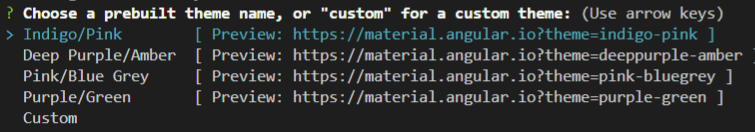 ? Choose a prebuilt theme name, or "custom" for a custom theme: (Use arrow keys)
> Indigo/Pink [ Preview: https://material.angular.io?theme=indigo-pink ]
Deep Purple/Amber [ Preview: https://material.angular.io?theme=deeppurple-amber ]
Pink/Blue Grey [ Preview: https://material.angular.io?theme=pink-bluegrey ]
Purple/Green [ Preview: https://material.angular.io?theme=purple-green ]
Custom